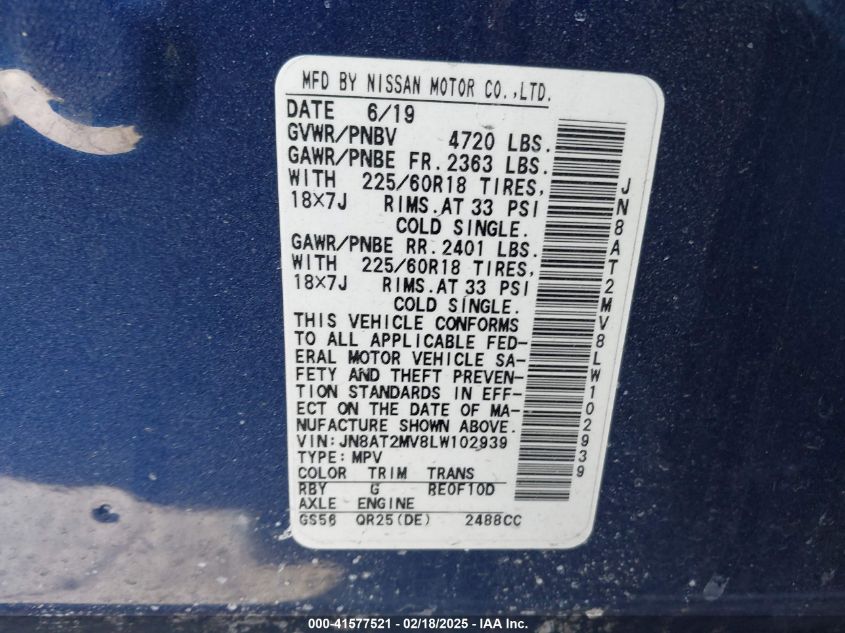 MFD BY NISSAN MOTOR CO.,LTD.
DATE 6/19
GVWR/PNBV 4720 LBS.
GAWR/PNBE FR. 2363 LBS.
WITH 225/60R18 TIRES,
18×7J RIMS.AT 33 PSI
COLD SINGLE.
GAWR/PNBE RR. 2401 LBS.
WITH 225/60R18 TIRES,
18×7J RIMS.AT 33 PSI
COLD SINGLE.
THIS VEHICLE CONFORMS
TO ALL APPLICABLE FED-
ERAL MOTOR VEHICLE SA-
FETY AND THEFT PREVEN-
TION STANDARDS IN EFF-
ECT ON THE DATE OF MA-
NUFACTURE SHOWN ABOVE.
VIN: JN8AT2MV8LW102939
TYPE: MPV
COLOR TRIM TRANS
RBY G RE0F10D
AXLE ENGINE
GS56 QR25(DE) 2488CC
JN8AT2MV8LW102939
000-41577521 - 02/18/2025 - IAA Inc.